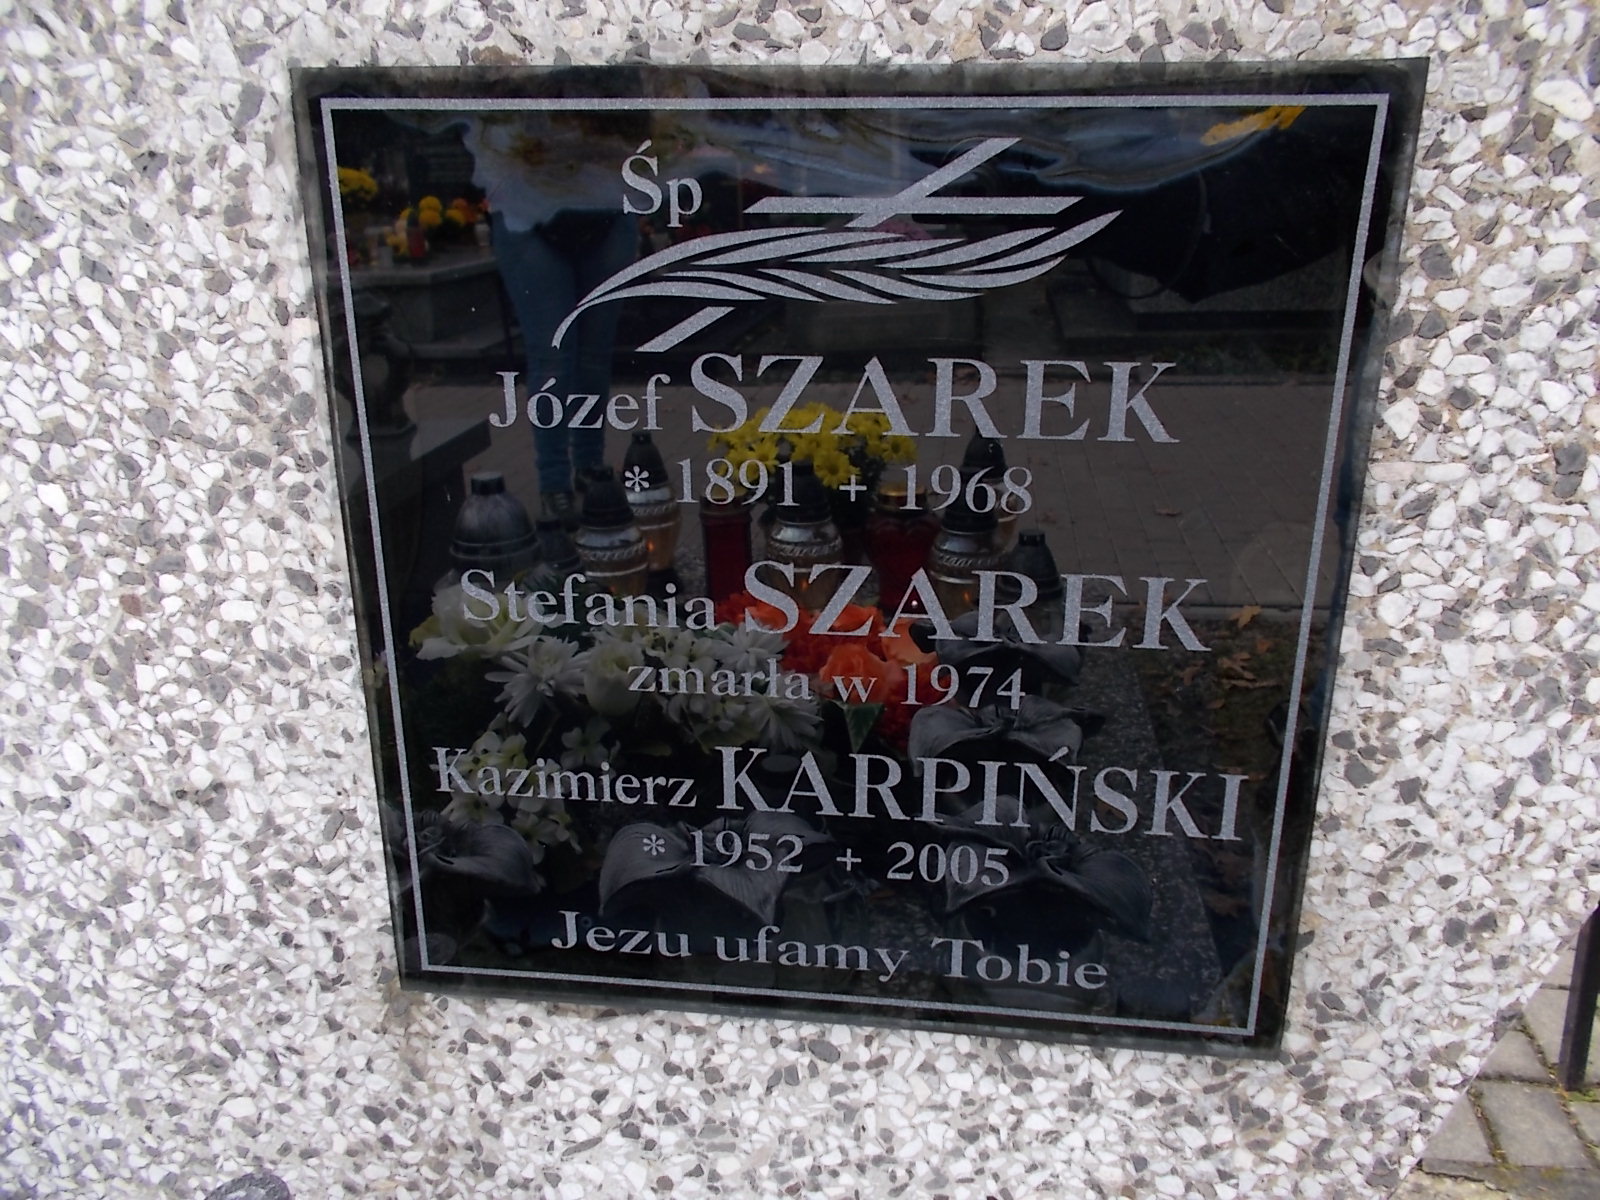 Śp
Józef SZAREK
* 1891 + 1968
Stefania SZAREK
zmarła w 1974
Kazimierz KARPIŃSKI
* 1952 + 2005
Jezu ufamy Tobie